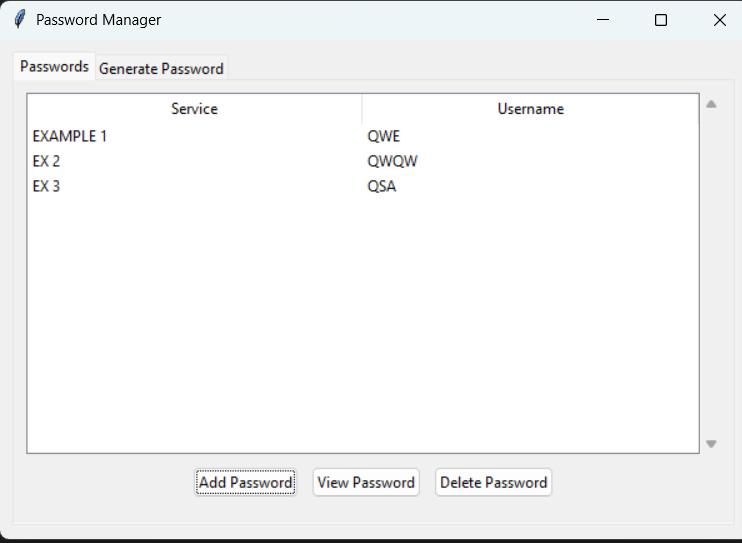 Password Manager
Passwords Generate Password
Service Username
EXAMPLE 1 QWE
EX 2 QWQW
EX 3 QSA
Add Password View Password Delete Password